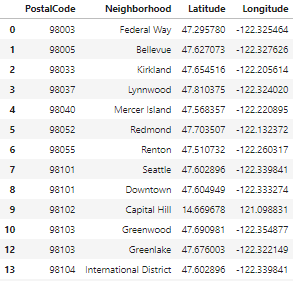 PostalCode Neighborhood Latitude Longitude
0 98003 Federal Way 47.295780 -122.325464
1 98005 Bellevue 47.627073 -122.327626
2 98033 Kirkland 47.654516 -122.205614
3 98037 Lynnwood 47.810375 -122.324020
4 98040 Mercer Island 47.568357 -122.220895
5 98052 Redmond 47.703507 -122.132372
6 98055 Renton 47.510732 -122.260317
7 98101 Seattle 47.602896 -122.339841
8 98101 Downtown 47.604949 -122.333274
9 98102 Capital Hill 14.669678 121.098831
10 98103 Greenwood 47.690981 -122.354877
12 98103 Greenlake 47.676003 -122.322149
13 98104 International District 47.602896 -122.339841